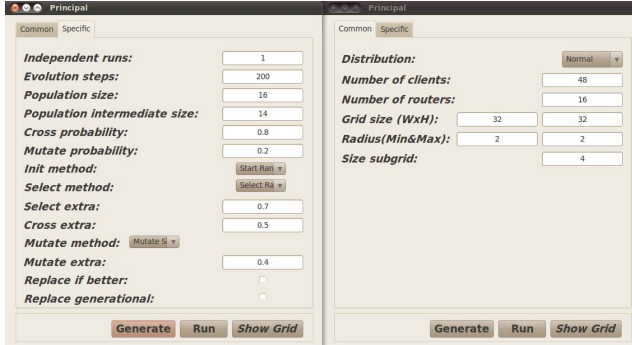 Principal
Common Specific
Independent runs: 1
Evolution steps: 200
Population size: 16
Population intermediate size: 14
Cross probability: 0.8
Mutate probability: 0.2
Init method: Start Ran
Select method: Select Ra
Select extra: 0.7
Cross extra: 0.5
Mutate method: Mutate S
Mutate extra: 0.4
Replace if better:
Replace generational:
Generate Run Show Grid
Principal
Common Specific
Distribution: Normal
Number of clients: 48
Number of routers: 16
Grid size (WxH): 32 32
Radius(Min&Max): 2 2
Size subgrid: 4
Generate Run Show Grid